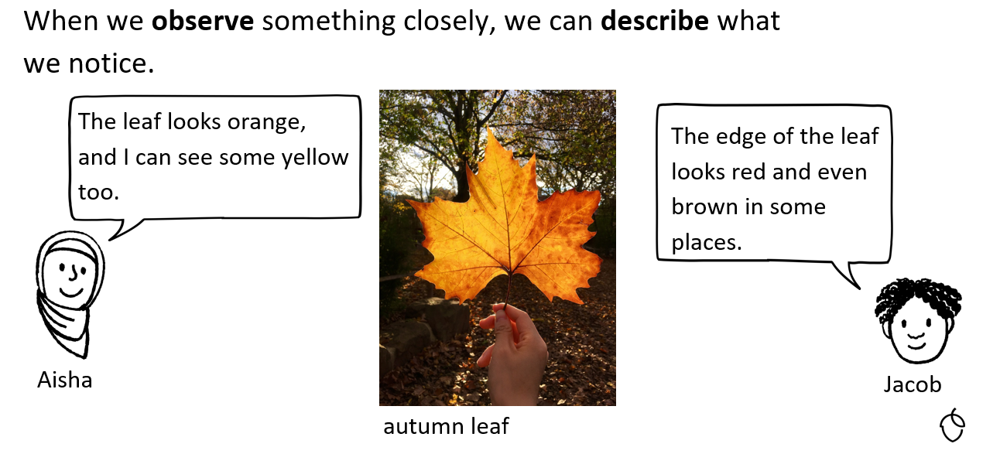 When we observe something closely, we can describe what
we notice.
The leaf looks orange,
and I can see some yellow
too.
The edge of the leaf
looks red and even
brown in some
places.
Aisha
Jacob
autumn leaf